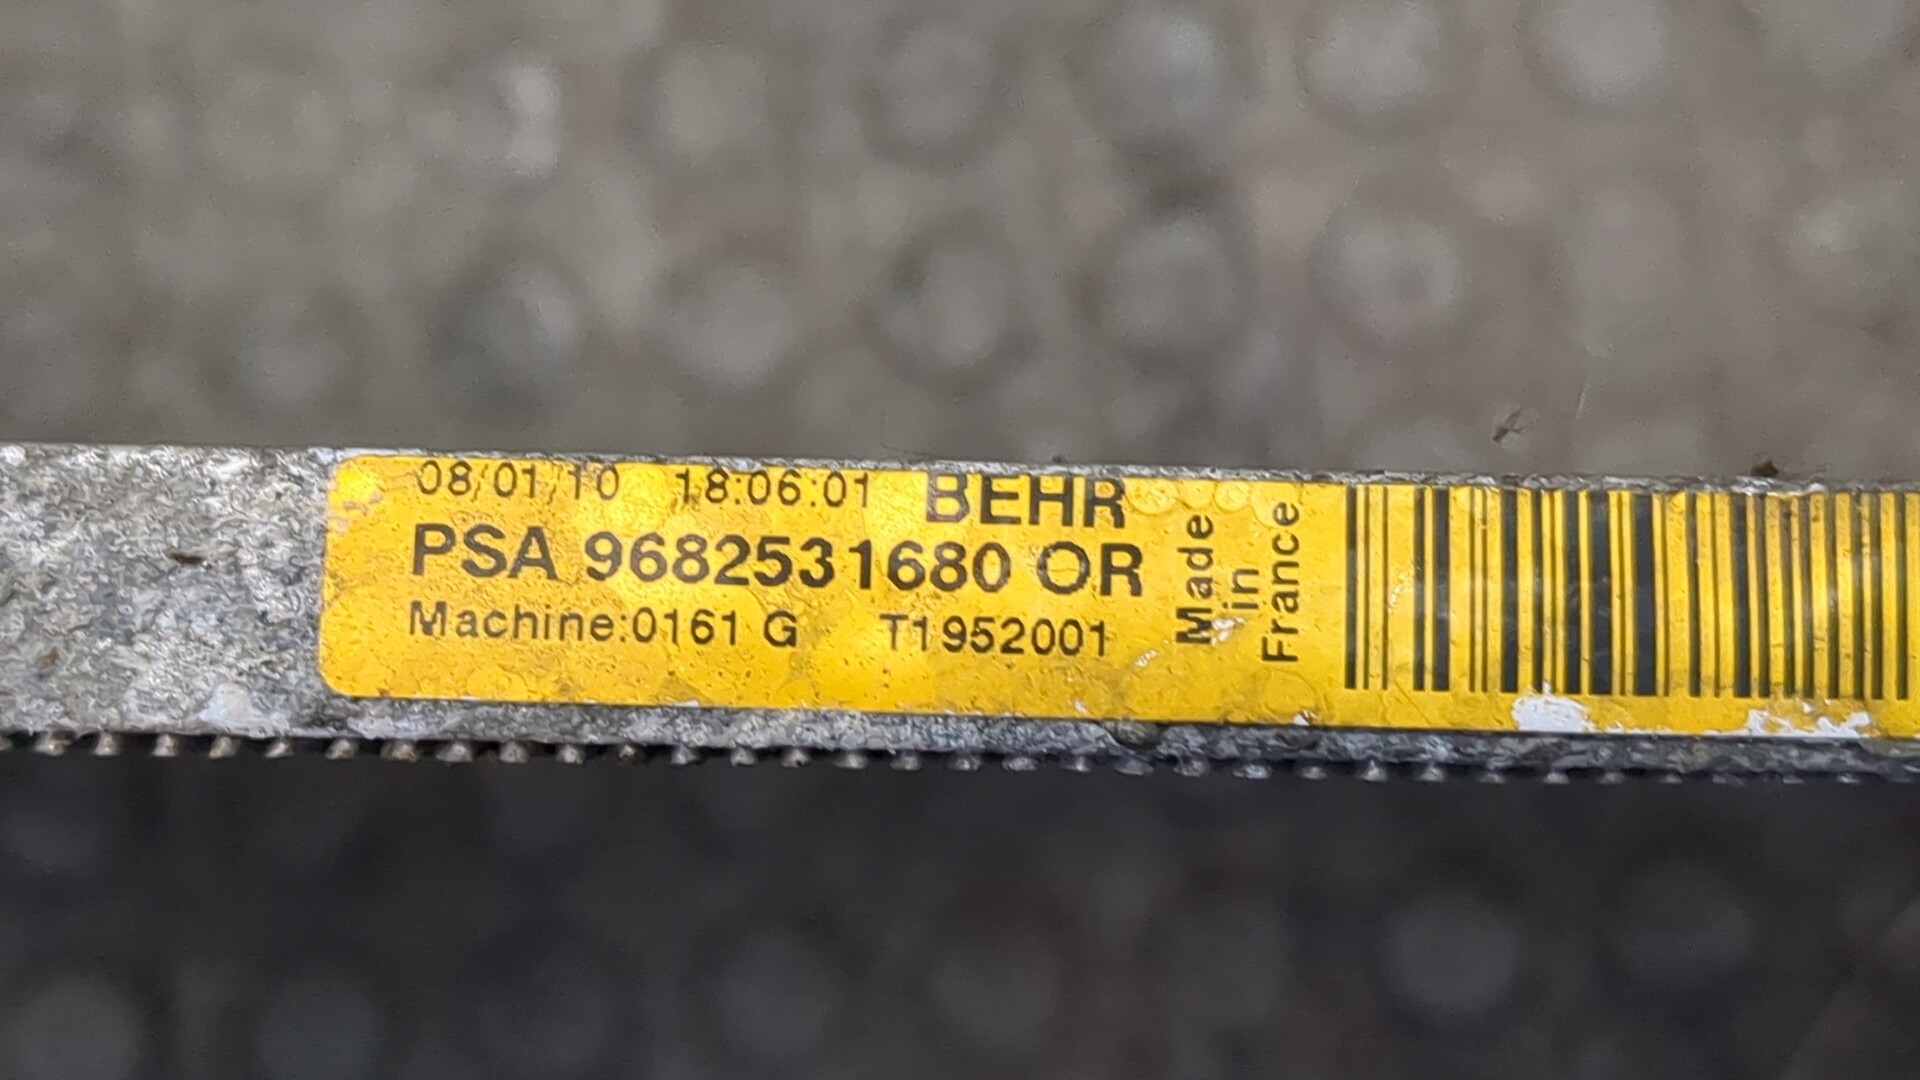 08/01/10 18:06:01 BEHR
PSA 9682531680 OR
Machine:0161 G T1952001
Made
in
France